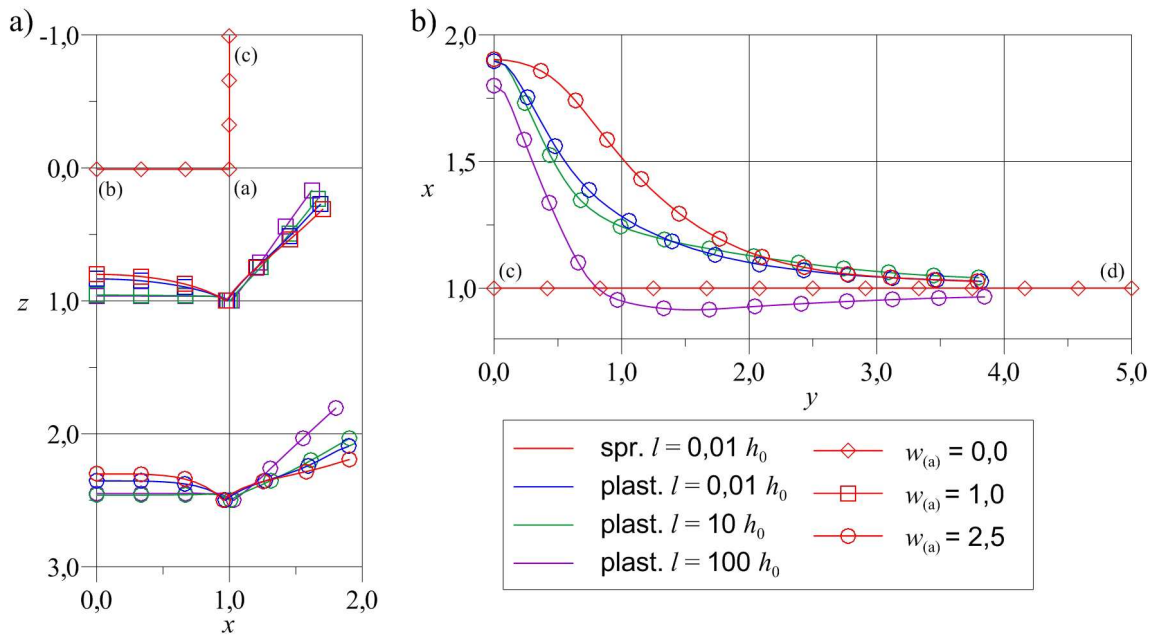 a)
-1,0
0,0
1,0
2,0
3,0
z
(c)
(b)
(a)
0,0 1,0 2,0
x
b)
2,0
1,5
1,0
x
(c)
(d)
0,0 1,0 2,0 3,0 4,0 5,0
y
spr. l = 0,01 h₀
plast. l = 0,01 h₀
plast. l = 10 h₀
plast. l = 100 h₀
w₍ₐ₎ = 0,0
w₍ₐ₎ = 1,0
w₍ₐ₎ = 2,5